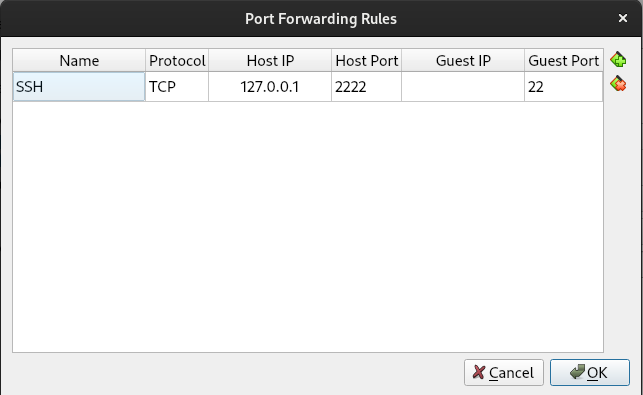 Port Forwarding Rules
Name Protocol Host IP Host Port Guest IP Guest Port
SSH TCP 127.0.0.1 2222 22
Cancel OK